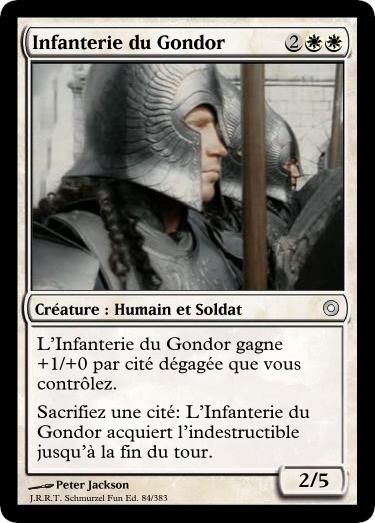 Infanterie du Gondor 2
Créature : Humain et Soldat
L'Infanterie du Gondor gagne
+1/+0 par cité dégagée que vous
contrôlez.
Sacrifiez une cité: L'Infanterie du
Gondor acquiert l'indestructible
jusqu'à la fin du tour.
2/5
Peter Jackson
J.R.R.T. Schmurzel Fun Ed. 84/383